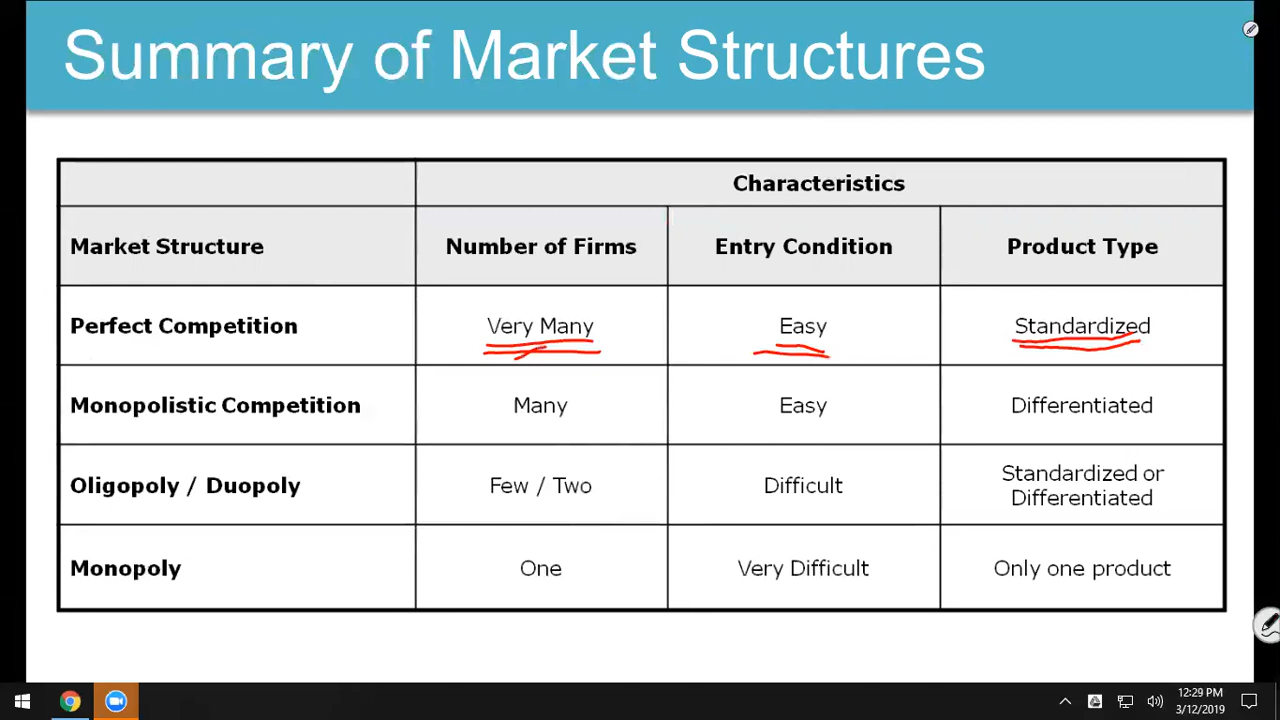 Summary of Market Structures
Characteristics
Market Structure Number of Firms Entry Condition Product Type
Perfect Competition Very Many Easy Standardized
Monopolistic Competition Many Easy Differentiated
Oligopoly / Duopoly Few / Two Difficult Standardized or
Differentiated
Monopoly One Very Difficult Only one product
12:29 PM
3/12/2019